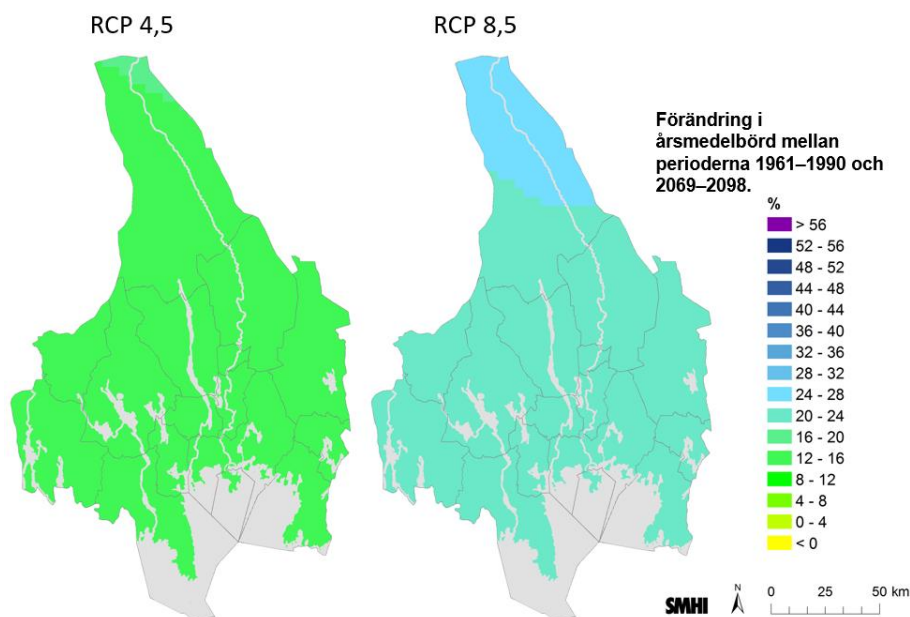 RCP 4,5
RCP 8,5
Förändring i
årsmedelbörd mellan
perioderna 1961–1990 och
2069–2098.
%
> 56
52 - 56
48 - 52
44 - 48
40 - 44
36 - 40
32 - 36
28 - 32
24 - 28
20 - 24
16 - 20
12 - 16
8 - 12
4 - 8
0 - 4
< 0
SMHI
N
0 25 50 km